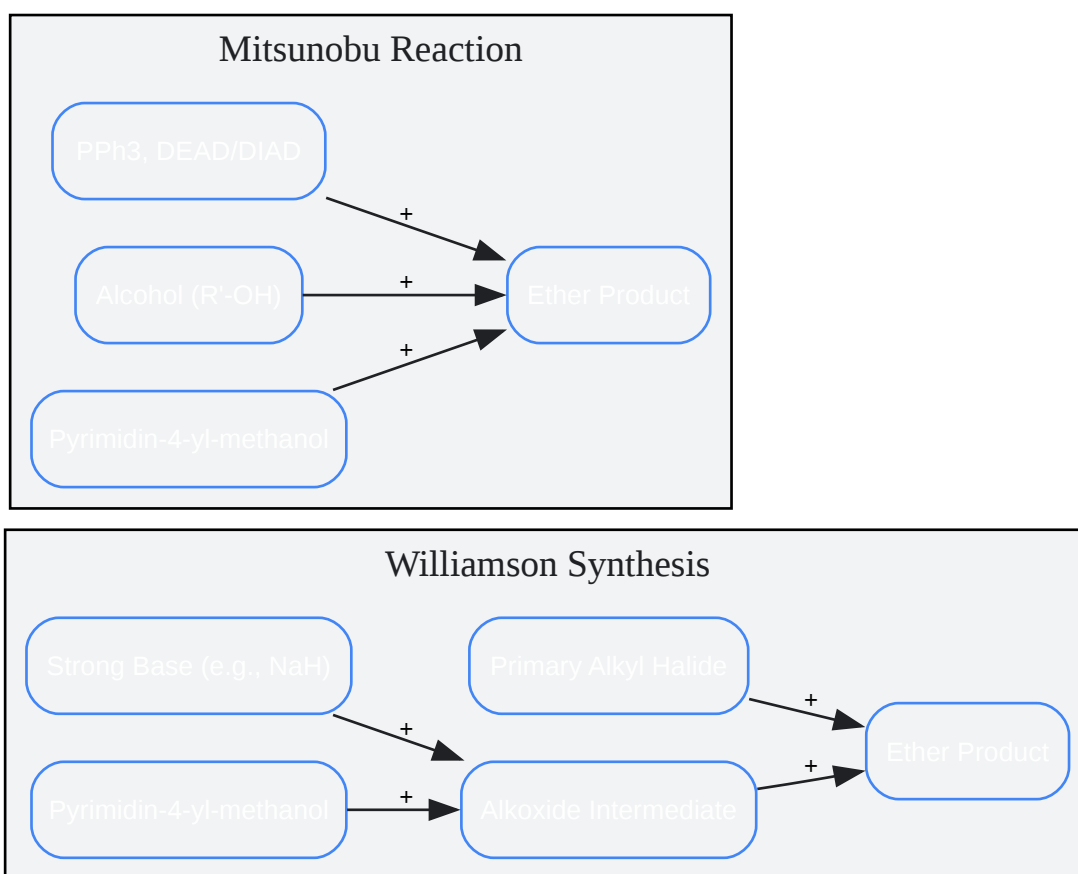 Mitsunobu Reaction
PPh3, DEAD/DIAD
+
Alcohol (R'-OH)
+
Ether Product
+
Pyrimidin-4-yl-methanol
Williamson Synthesis
Strong Base (e.g., NaH)
Primary Alkyl Halide
+
+
Ether Product
+
+
Pyrimidin-4-yl-methanol
Alkoxide Intermediate